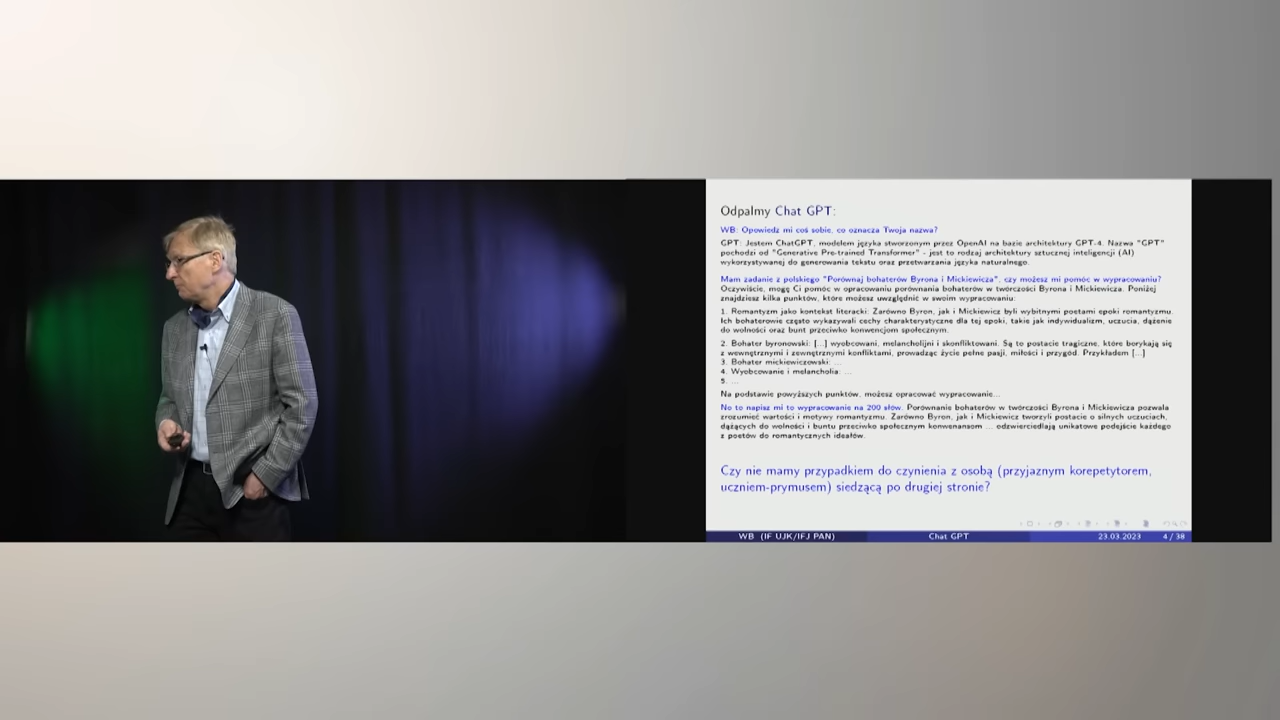 Odpalmy Chat GPT:
WB: Opowiedz mi coś sobie, co oznacza Twoja nazwa?
GPT: Jestem ChatGPT, modelem języka stworzonym przez OpenAI na bazie architektury GPT-4. Nazwa "GPT"
pochodzi od "Generative Pre-trained Transformer" - jest to rodzaj architektury sztucznej inteligencji (AI)
wykorzystywanej do generowania tekstu oraz przetwarzania języka naturalnego.
Mam zadanie z polskiego "Porównaj bohaterów Byrona i Mickiewicza", czy możesz mi pomóc w wypracowaniu?
Oczywiście, mogę Ci pomóc w opracowaniu porównania bohaterów w twórczości Byrona i Mickiewicza. Poniżej
znajdziesz kilka punktów, które możesz uwzględnić w swoim wypracowaniu:
1. Romantyzm jako kontekst literacki: Zarówno Byron, jak i Mickiewicz byli wybitnymi poetami epoki romantyzmu.
Ich bohaterowie często wykazywali cechy charakterystyczne dla tej epoki, takie jak indywidualizm, uczucia, dążenie
do wolności oraz bunt przeciwko konwencjom społecznym.
2. Bohater byronowski: [...] wyobcowani, melancholijni i skonfliktowani. Są to postacie tragiczne, które borykają się
z wewnętrznymi i zewnętrznymi konfliktami, prowadząc życie pełne pasji, miłości i przygód. Przykładem [...]
3. Bohater mickiewiczowski: ...
4. Wyobcowanie i melancholia: ...
5. ...
Na podstawie powyższych punktów, możesz opracować wypracowanie...
No to napisz mi to wypracowanie na 200 słów. Porównanie bohaterów w twórczości Byrona i Mickiewicza pozwala
zrozumieć wartości i motywy romantyzmu. Zarówno Byron, jak i Mickiewicz tworzyli postacie o silnych uczuciach,
dążących do wolności i buntu przeciwko społecznym konwenansom ... odzwierciedlają unikatowe podejście każdego
z poetów do romantycznych ideałów.
Czy nie mamy przypadkiem do czynienia z osobą (przyjaznym korepetytorem,
uczniem-prymusem) siedzącą po drugiej stronie?
WB (IF UJK/IFJ PAN) Chat GPT 23.03.2023 4 / 38